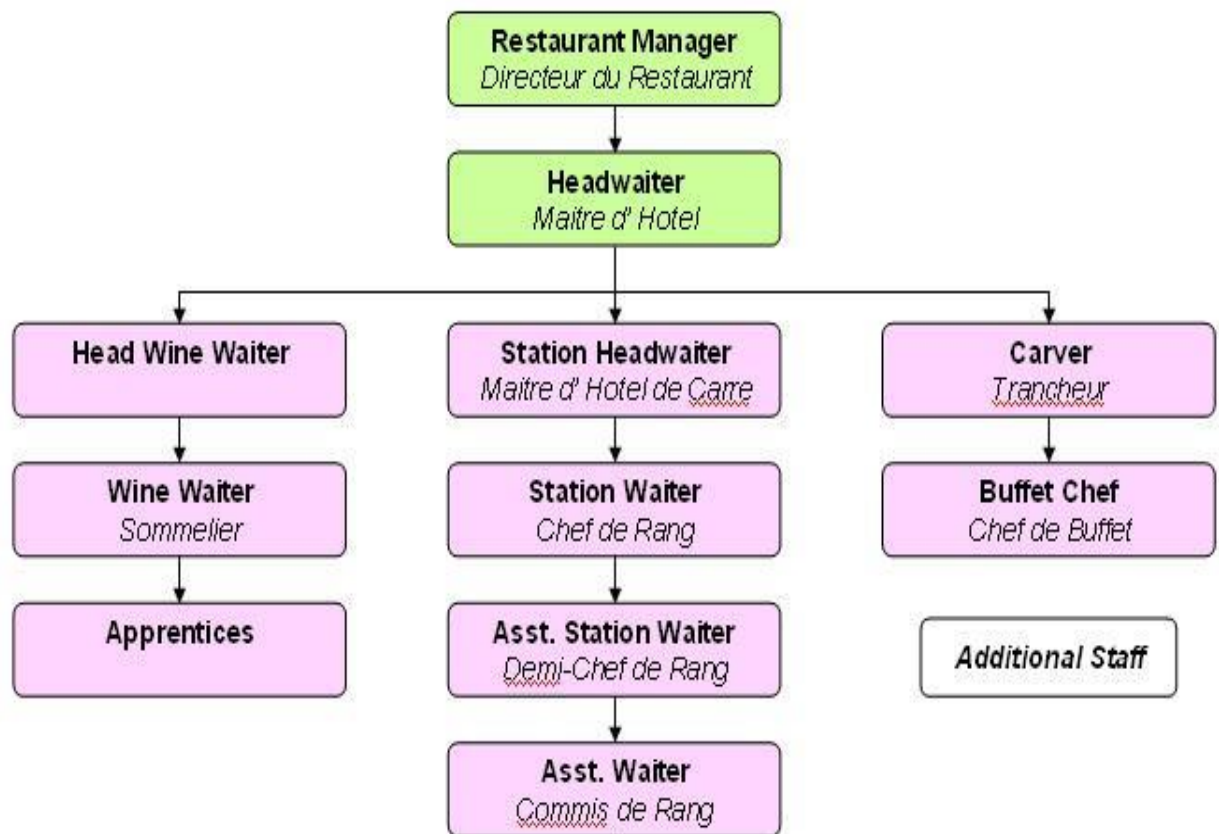 Restaurant Manager
Directeur du Restaurant
Headwaiter
Maitre d' Hotel
Head Wine Waiter
Station Headwaiter
Maitre d' Hotel de Carre
Carver
Trancheur
Wine Waiter
Sommelier
Station Waiter
Chef de Rang
Buffet Chef
Chef de Buffet
Apprentices
Asst. Station Waiter
Demi-Chef de Rang
Additional Staff
Asst. Waiter
Commis de Rang